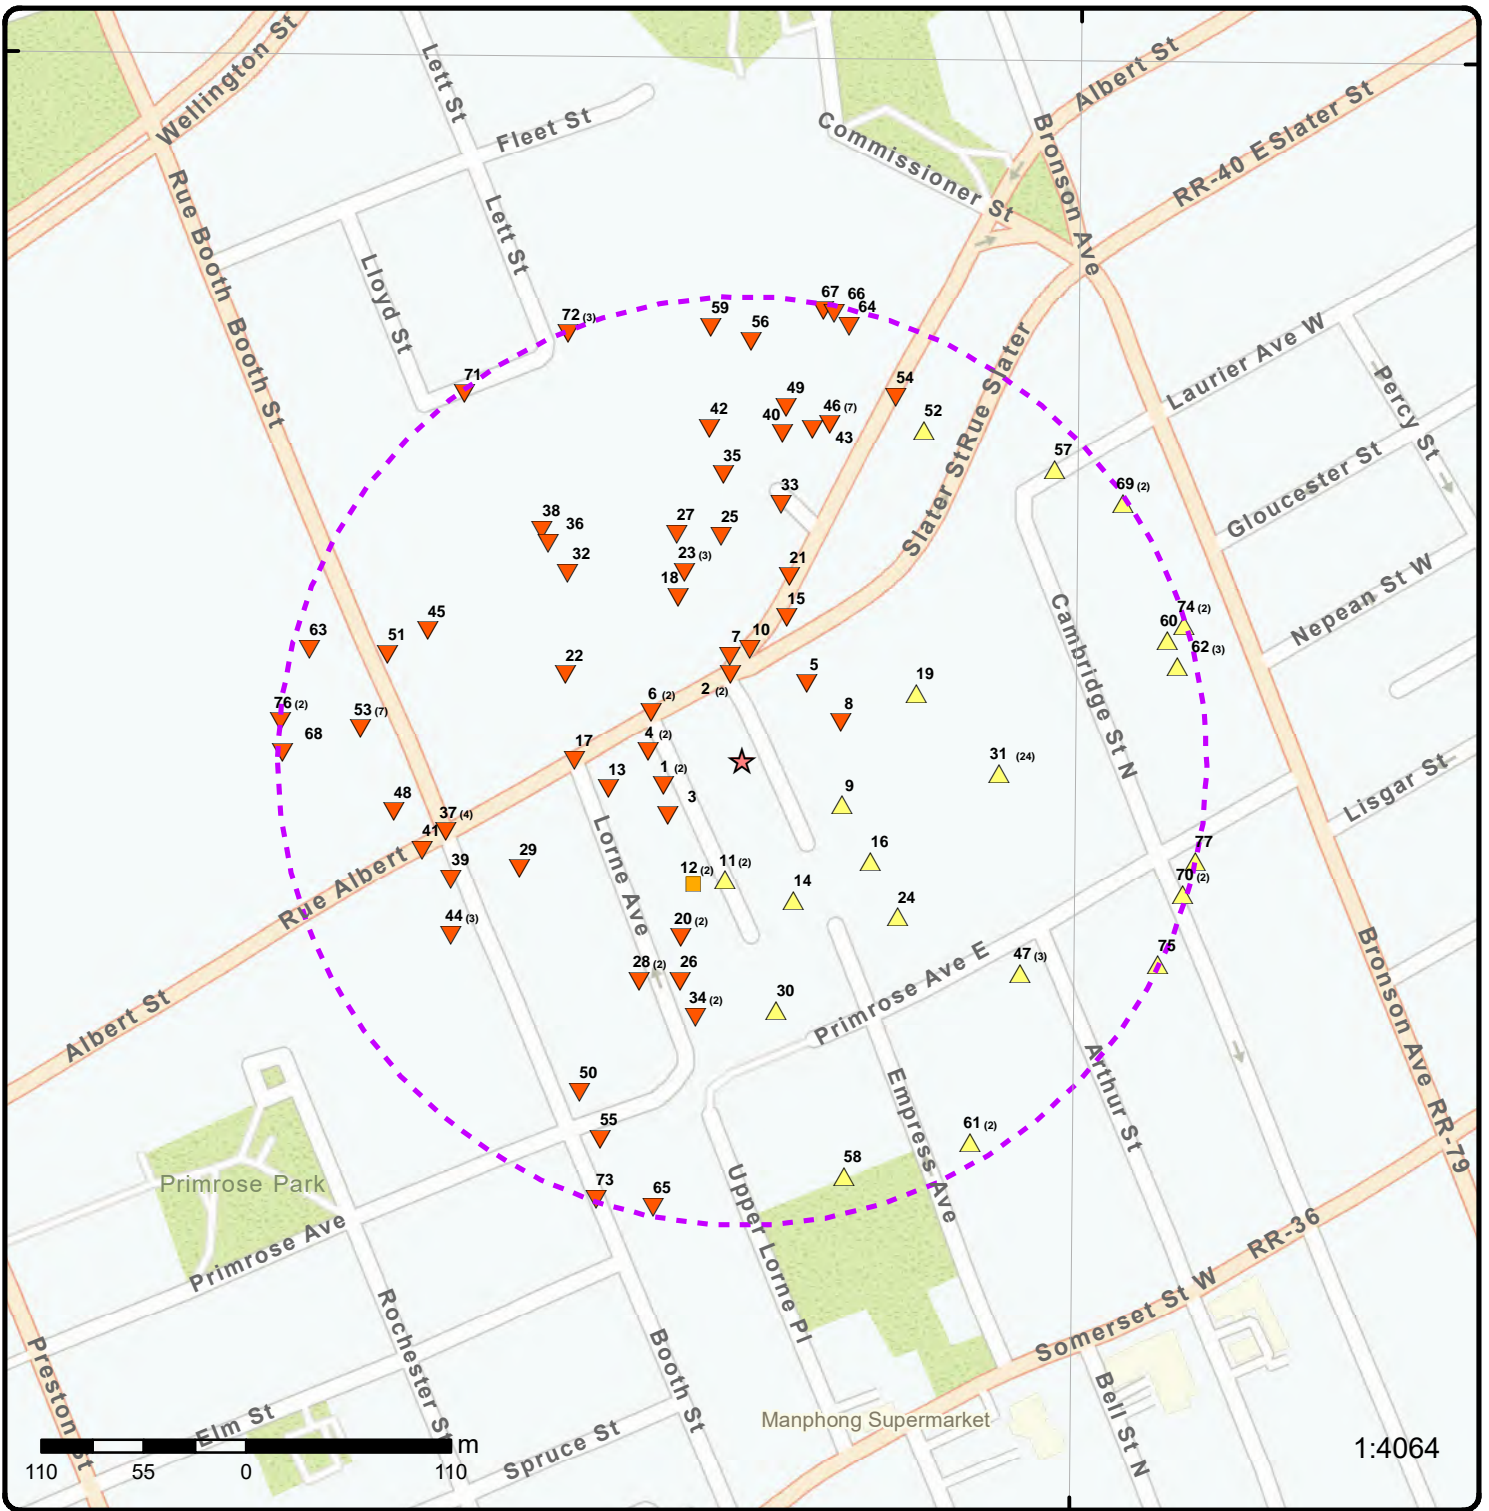 Wellington St
Lett St
Fleet St
Albert St
Commissioner St
Bronson Ave
RR-40 E
Slater St
Rue Booth
Booth St
Lett St
Lloyd St
72 (3)
59
56
67
66
64
Laurier Ave W
Percy St
71
Rue Slater
Slater St
54
49
46 (7)
42
40
43
52
57
35
69 (2)
Gloucester St
33
38
36
27
25
32
23 (3)
21
18
Nepean St W
15
45
74 (2)
60
63
51
10
7
62 (3)
22
5
19
Cambridge St N
2 (2)
6 (2)
76 (2)
53 (7)
8
68
17
4 (2)
31 (24)
13
1 (2)
Lisgar St
48
3
9
37 (4)
41
77
29
39
16
Lorne Ave
12 (2)
11 (2)
70 (2)
Rue Albert
14
24
44 (3)
20 (2)
28 (2)
26
47 (3)
75
Primrose Ave E
34 (2)
30
Albert St
Bronson Ave
50
Arthur St
Empress Ave
55
61 (2)
RR-79
58
Primrose Park
73
65
Upper Lorne Pl
Primrose Ave
RR-36
Somerset St W
Rochester St
Preston St
Booth St
Bell St N
Manphong Supermarket
Elm St
Spruce St
m
1:4064
110 55 0 110